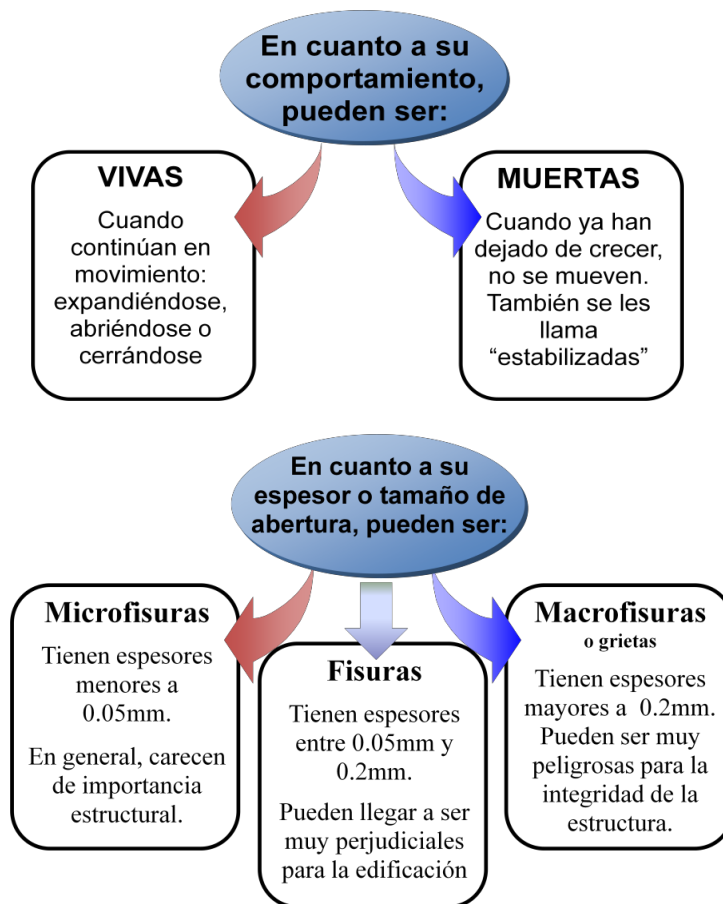 En cuanto a su
comportamiento,
pueden ser:
VIVAS
Cuando
continúan en
movimiento:
expandiéndose,
abriéndose o
cerrándose
MUERTAS
Cuando ya han
dejado de crecer,
no se mueven.
También se les
llama
“estabilizadas”
En cuanto a su
espesor o tamaño de
abertura, pueden ser:
Microfisuras
Tienen espesores
menores a
0.05mm.
En general, carecen
de importancia
estructural.
Fisuras
Tienen espesores
entre 0.05mm y
0.2mm.
Pueden llegar a ser
muy perjudiciales
para la edificación
Macrofisuras
o grietas
Tienen espesores
mayores a 0.2mm.
Pueden ser muy
peligrosas para la
integridad de la
estructura.